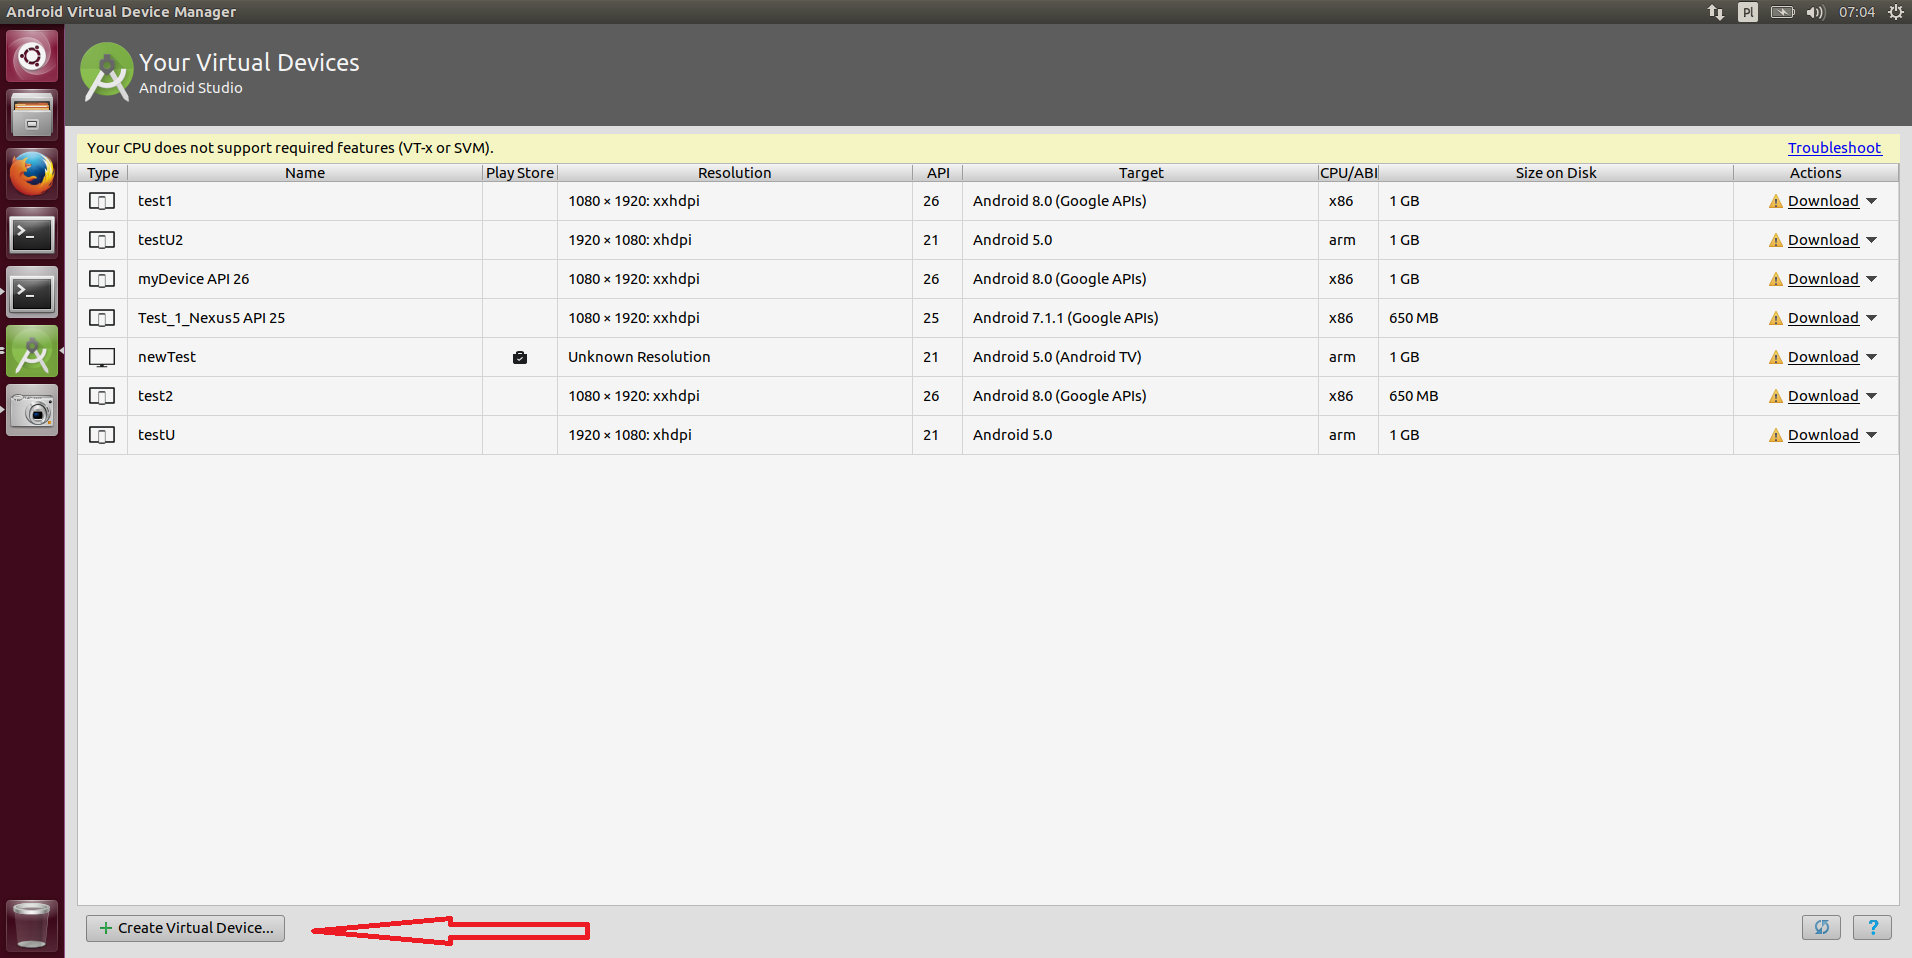 Android Virtual Device Manager
Pl
07:04
Your Virtual Devices
Android Studio
Your CPU does not support required features (VT-x or SVM). Troubleshoot
Type Name Play Store Resolution API Target CPU/ABI Size on Disk Actions
test1 1080 × 1920: xxhdpi 26 Android 8.0 (Google APIs) x86 1 GB Download
testU2 1920 × 1080: xhdpi 21 Android 5.0 arm 1 GB Download
myDevice API 26 1080 × 1920: xxhdpi 26 Android 8.0 (Google APIs) x86 1 GB Download
Test_1_Nexus5 API 25 1080 × 1920: xxhdpi 25 Android 7.1.1 (Google APIs) x86 650 MB Download
newTest Unknown Resolution 21 Android 5.0 (Android TV) arm 1 GB Download
test2 1080 × 1920: xxhdpi 26 Android 8.0 (Google APIs) x86 650 MB Download
testU 1920 × 1080: xhdpi 21 Android 5.0 arm 1 GB Download
+ Create Virtual Device... ?